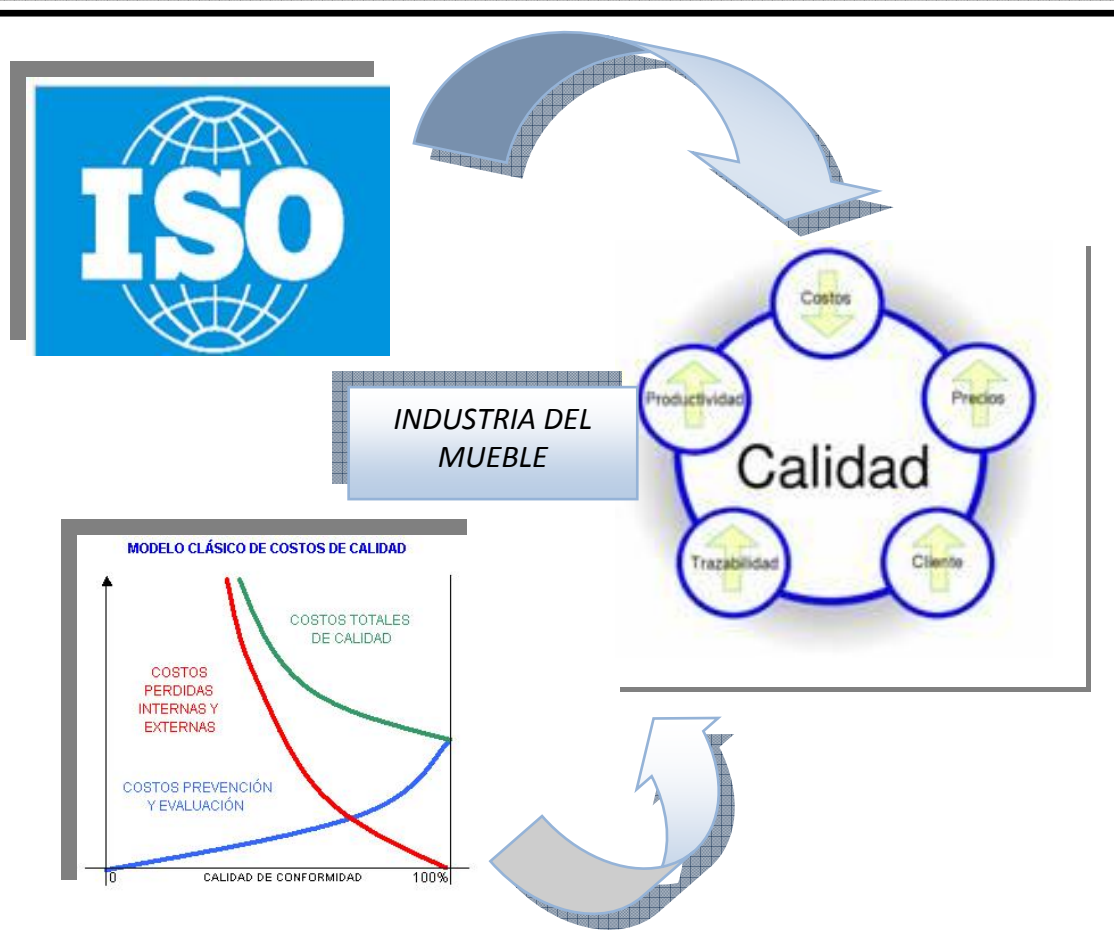 ISO
Costos
Productividad
Precios
INDUSTRIA DEL
MUEBLE
Calidad
Trazabilidad
Cliente
MODELO CLÁSICO DE COSTOS DE CALIDAD
COSTOS TOTALES
DE CALIDAD
COSTOS
PERDIDAS
INTERNAS Y
EXTERNAS
COSTOS PREVENCIÓN
Y EVALUACIÓN
0 CALIDAD DE CONFORMIDAD 100%